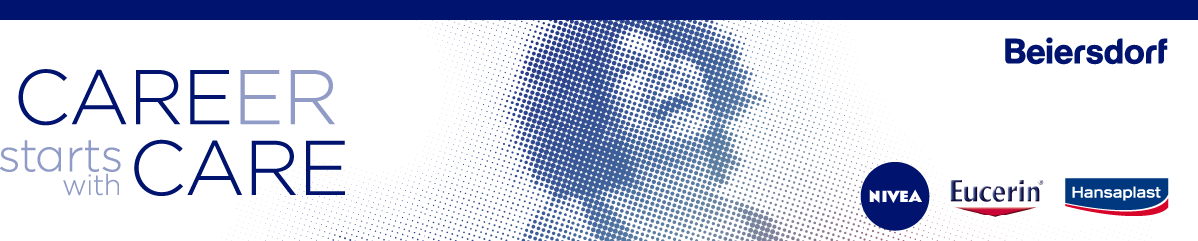 CAREER
starts
with
CARE
Beiersdorf
NIVEA
Eucerin®
Hansaplast